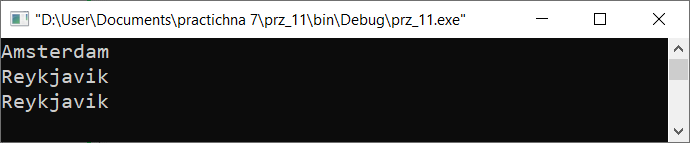 "D:\User\Documents\practichna 7\prz_11\bin\Debug\prz_11.exe"
Amsterdam
Reykjavik
Reykjavik